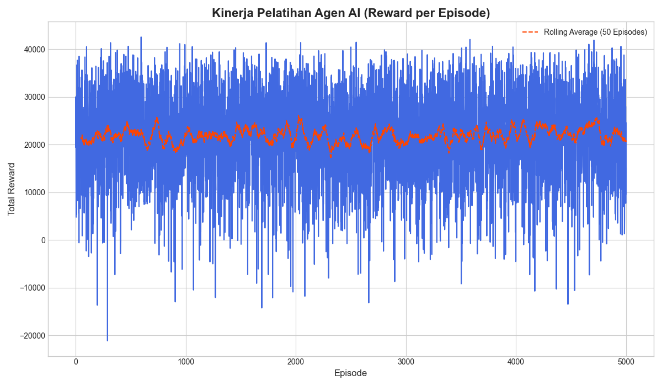 Kinerja Pelatihan Agen AI (Reward per Episode)
Rolling Average (50 Episodes)
Total Reward
40000
30000
20000
10000
0
−10000
−20000
0 1000 2000 3000 4000 5000
Episode